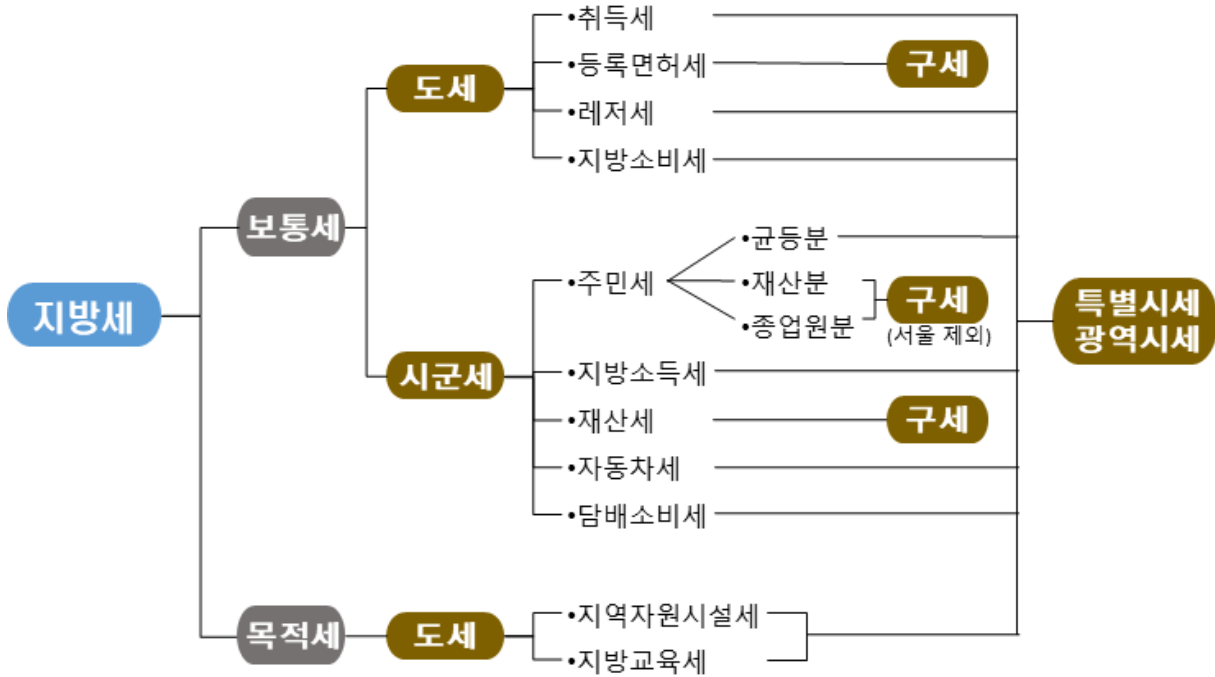 지방세
보통세
도세
•취득세
•등록면허세
구세
•레저세
•지방소비세
시군세
•주민세
•균등분
•재산분
•종업원분
구세
(서울 제외)
•지방소득세
•재산세
구세
•자동차세
•담배소비세
특별시세
광역시세
목적세
도세
•지역자원시설세
•지방교육세